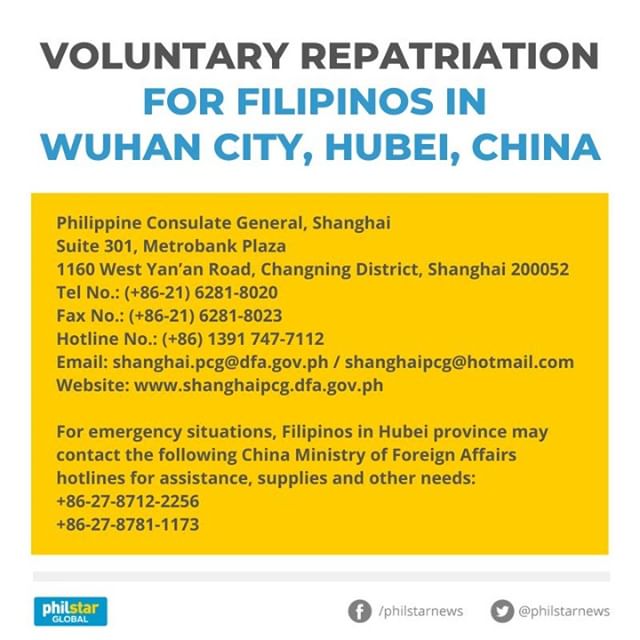 VOLUNTARY REPATRIATION
FOR FILIPINOS IN
WUHAN CITY, HUBEI, CHINA
Philippine Consulate General, Shanghai
Suite 301, Metrobank Plaza
1160 West Yan’an Road, Changning District, Shanghai 200052
Tel No.: (+86-21) 6281-8020
Fax No.: (+86-21) 6281-8023
Hotline No.: (+86) 1391 747-7112
Email: shanghai.pcg@dfa.gov.ph / shanghaipcg@hotmail.com
Website: www.shanghaipcg.dfa.gov.ph
For emergency situations, Filipinos in Hubei province may
contact the following China Ministry of Foreign Affairs
hotlines for assistance, supplies and other needs:
+86-27-8712-2256
+86-27-8781-1173
philstar
GLOBAL
/philstarnews
@philstarnews